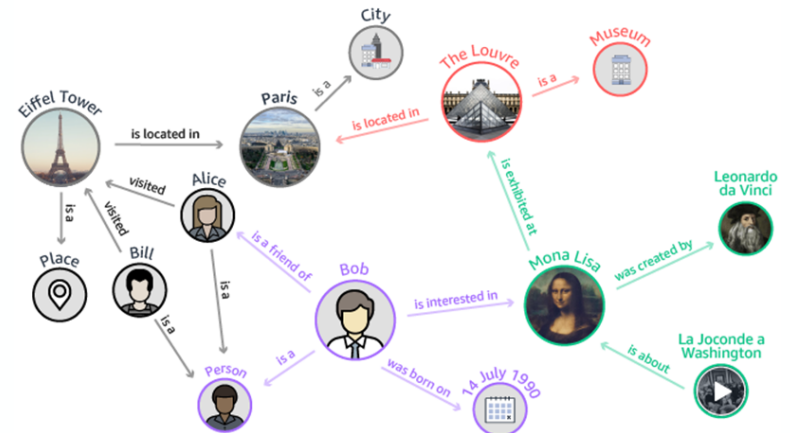 City
is a
The Louvre
Museum
is a
Eiffel Tower
Paris
is located in
is located in
visited
Alice
is a
visited
is exhibited at
Leonardo
da Vinci
Place
Bill
is a
is a friend of
Bob
Mona Lisa
was created by
is a
is interested in
La Joconde a
Washington
is about
Person
is a
was born on
14 July 1990